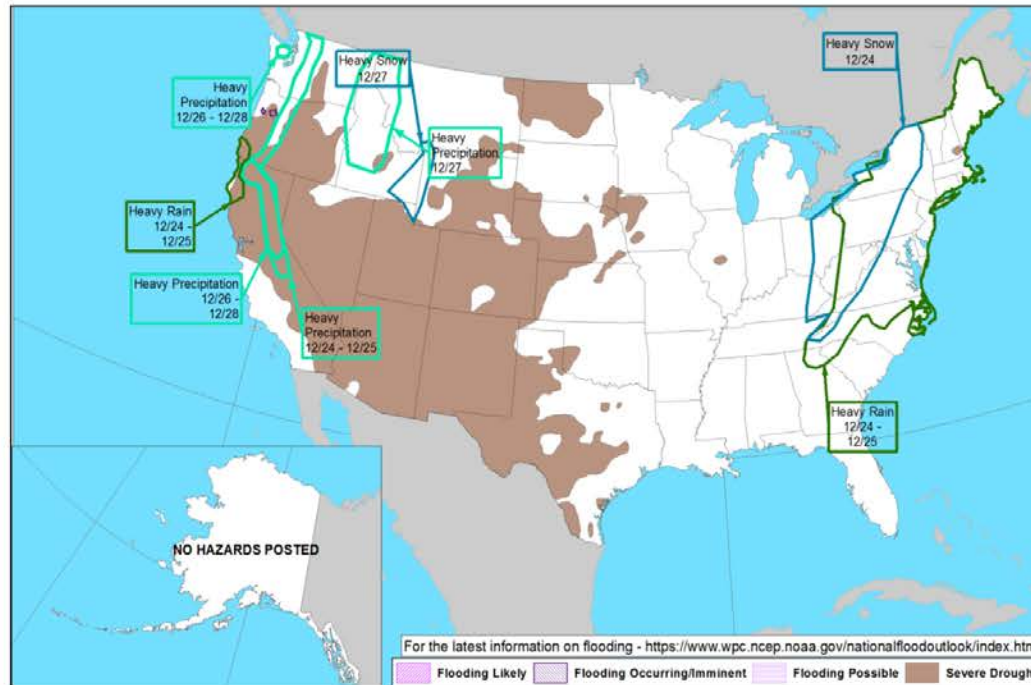 Heavy Snow
12/24
Heavy Snow
12/27
Heavy
Precipitation
12/26 - 12/28
Heavy
Precipitation
12/27
Heavy Rain
12/24 -
12/25
Heavy Precipitation
12/26 -
12/28
Heavy
Precipitation
12/24 - 12/25
Heavy Rain
12/24 -
12/25
NO HAZARDS POSTED
For the latest information on flooding - https://www.wpc.ncep.noaa.gov/nationalfloodoutlook/index.htm
Flooding Likely
Flooding Occurring/Imminent
Flooding Possible
Severe Drough